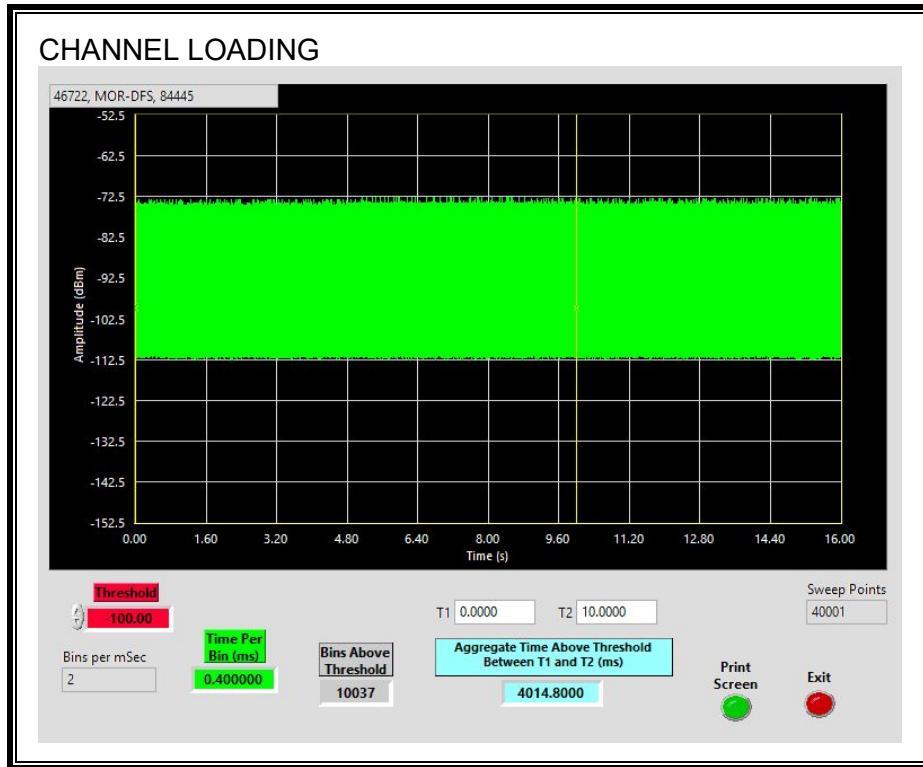 CHANNEL LOADING
46722, MOR-DFS, 84445
-52.5
-62.5
-72.5
-82.5
-92.5
-102.5
-112.5
-122.5
-132.5
-142.5
-152.5
Amplitude (dBm)
0.00 1.60 3.20 4.80 6.40 8.00 9.60 11.20 12.80 14.40 16.00
Time (s)
Threshold
-100.00
Bins per mSec
2
Time Per
Bin (ms)
0.400000
Bins Above
Threshold
10037
T1 0.0000 T2 10.0000
Aggregate Time Above Threshold
Between T1 and T2 (ms)
4014.8000
Sweep Points
40001
Print
Screen
Exit